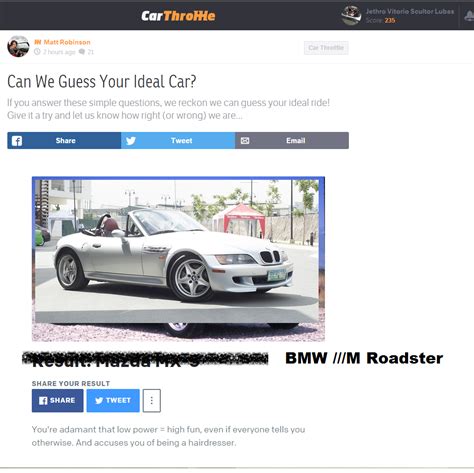 CarThrottle
Jethro Vitorio Scultor Lubas
Score 235
Matt Robinson
2 hours ago 21
Car Throttle
Can We Guess Your Ideal Car?
If you answer these simple questions, we reckon we can guess your ideal ride!
Give it a try and let us know how right (or wrong) we are...
Share Tweet Email
Result: Mazda MX-5 BMW ///M Roadster
SHARE YOUR RESULT
SHARE TWEET
You're adamant that low power = high fun, even if everyone tells you
otherwise. And accuses you of being a hairdresser.